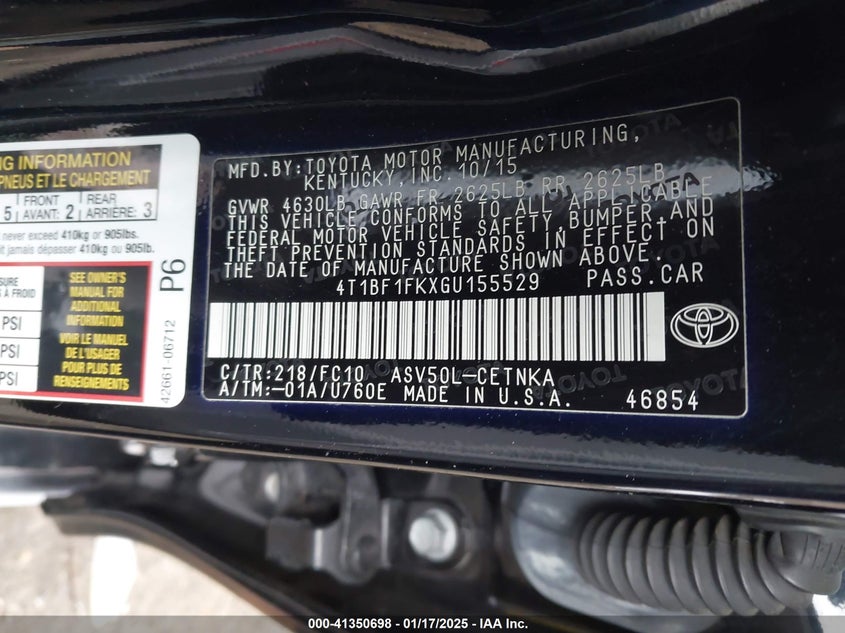 NG INFORMATION
PNEUS ET LE CHARGEMENT
5 FRONT AVANT: 2 REAR ARRIÈRE: 3
never exceed 410kg or 905lbs.
it jamais dépasser 410kg ou 905lb.
SURE
S À FROID
PSI
PSI
PSI
SEE OWNER'S
MANUAL FOR
ADDITIONAL
INFORMATION
VOIR LE MANUEL
DE L'USAGER
POUR PLUS DE
RENSEIGNEMENTS
P6
42661-06712
MFD.BY:TOYOTA MOTOR MANUFACTURING,
KENTUCKY, INC. 10/15
GVWR 4630LB GAWR FR 2625LB RR 2625LB
THIS VEHICLE CONFORMS TO ALL APPLICABLE
FEDERAL MOTOR VEHICLE SAFETY, BUMPER, AND
THEFT PREVENTION STANDARDS IN EFFECT ON
THE DATE OF MANUFACTURE SHOWN ABOVE.
4T1BF1FKXGU155529 PASS.CAR
C/TR:218/FC10 ASV50L-CETNKA
A/TM:-01A/U760E MADE IN U.S.A. 46854
000-41350698 - 01/17/2025 - IAA Inc.